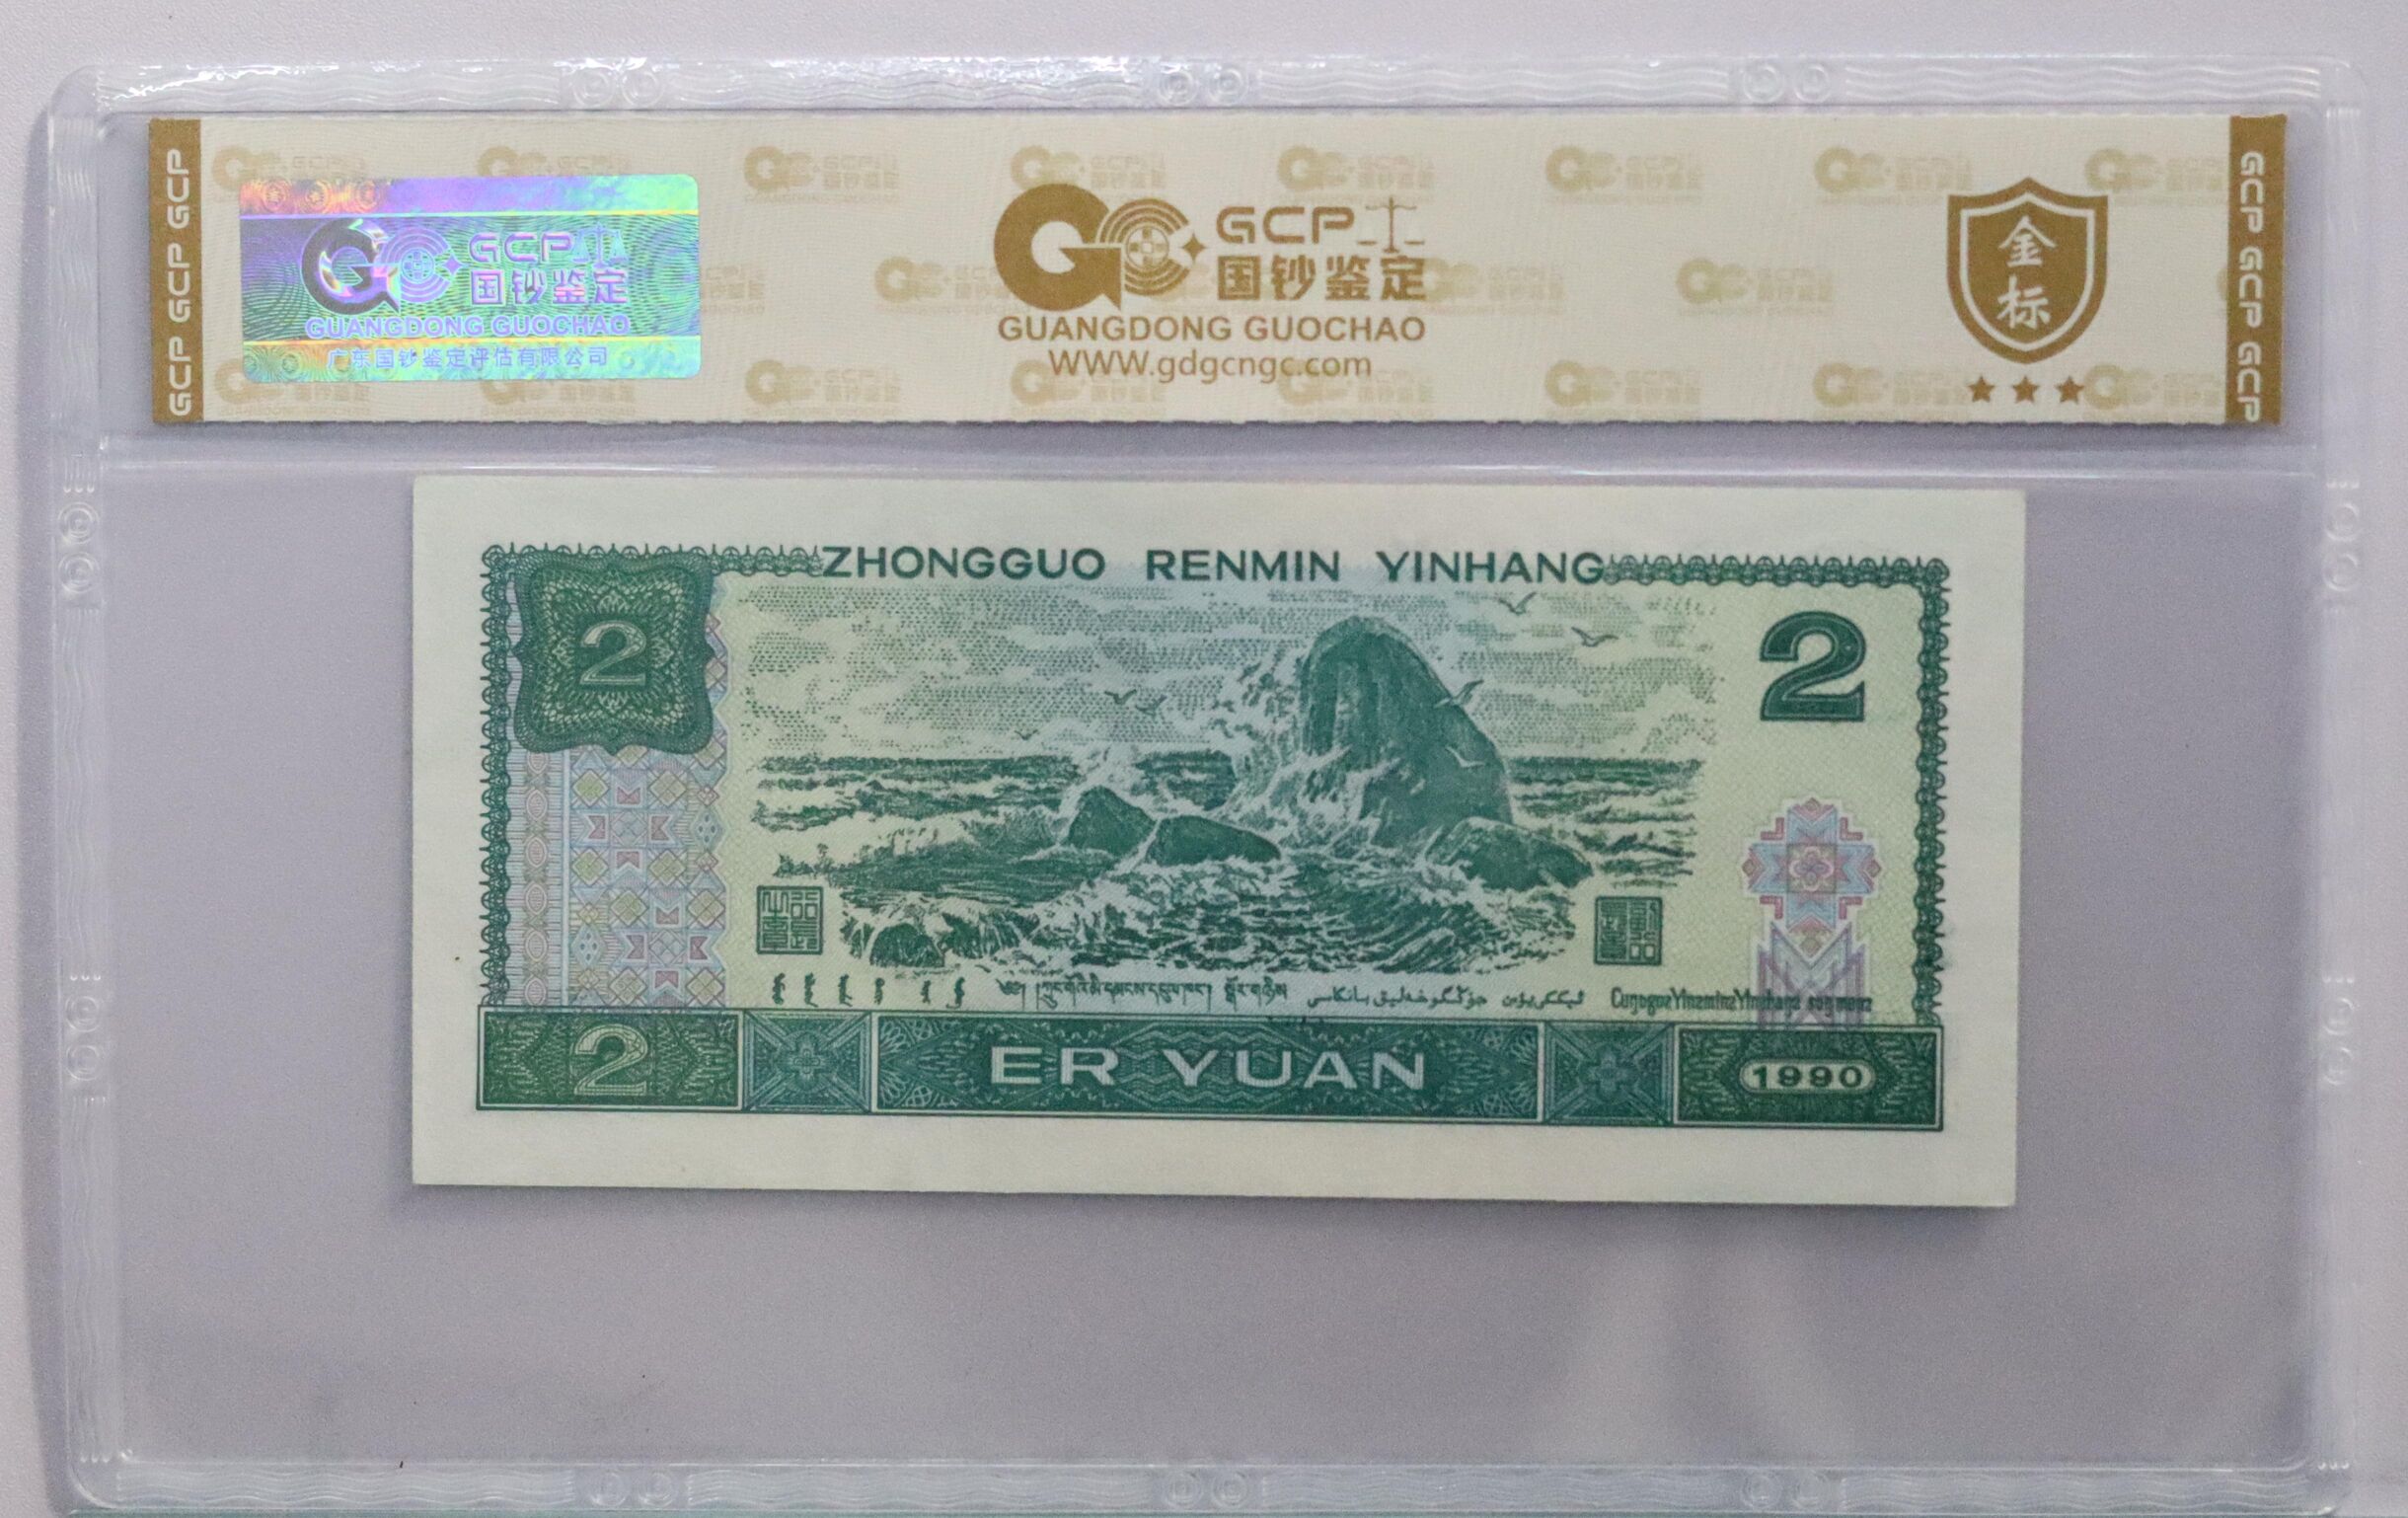 GCP GCP GCP
GCP
国钞鉴定
GUANGDONG GUOCHAO
广东国钞鉴定评估有限公司
GCP
国钞鉴定
GUANGDONG GUOCHAO
WWW.gdgcngc.com
金
标
GCP GCP GCP
ZHONGGUO RENMIN YINHANG
2
2
2
ER YUAN
1990